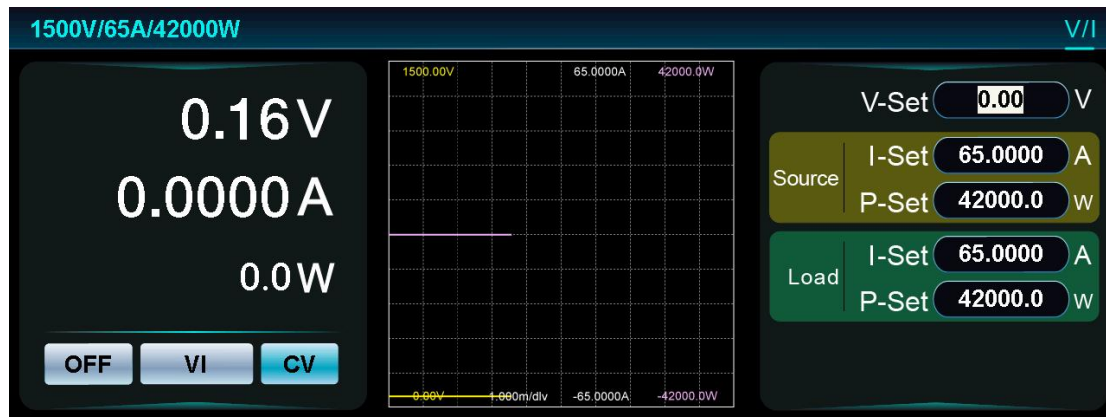 1500V/65A/42000W V/I
0.16V
0.0000A
0.0W
OFF VI CV
1500.00V 65.0000A 42000.0W
0.00V 1.000m/div -65.0000A -42000.0W
V-Set 0.00 V
Source
I-Set 65.0000 A
P-Set 42000.0 W
Load
I-Set 65.0000 A
P-Set 42000.0 W